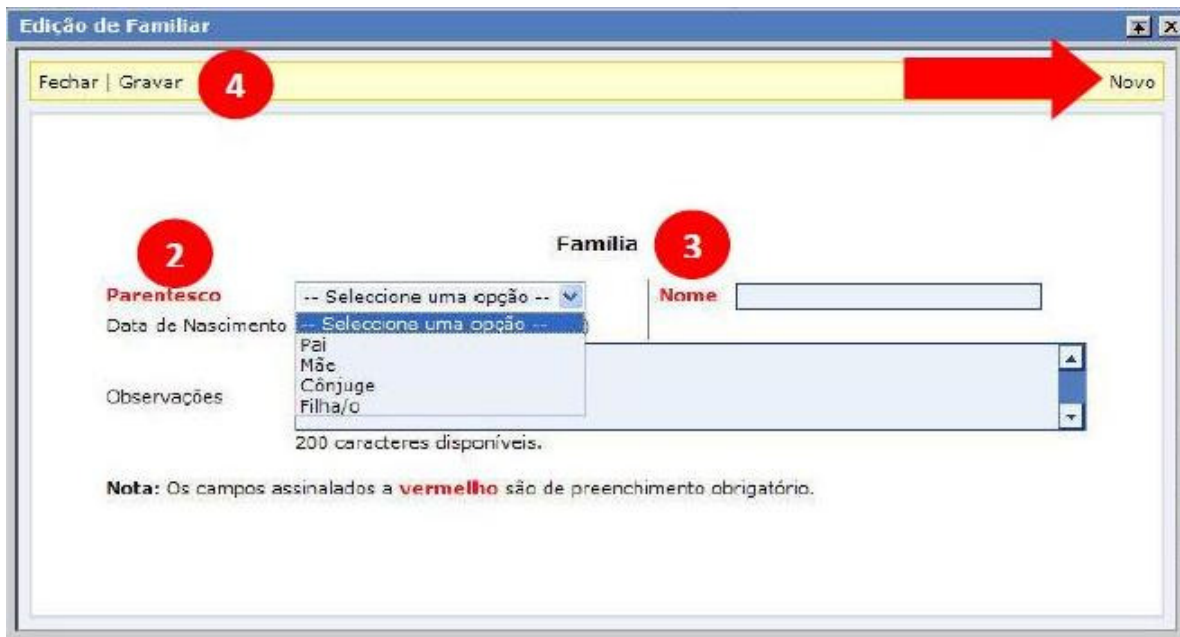 Edição de Familiar
Fechar | Gravar 4 Novo
Família 3
2
Parentesco -- Seleccione uma opção -- Nome
Data de Nascimento -- Seleccione uma opção --
Pai
Mãe
Cônjuge
Observações
Filha/o
200 caracteres disponíveis.
Nota: Os campos assinalados a vermelho são de preenchimento obrigatório.